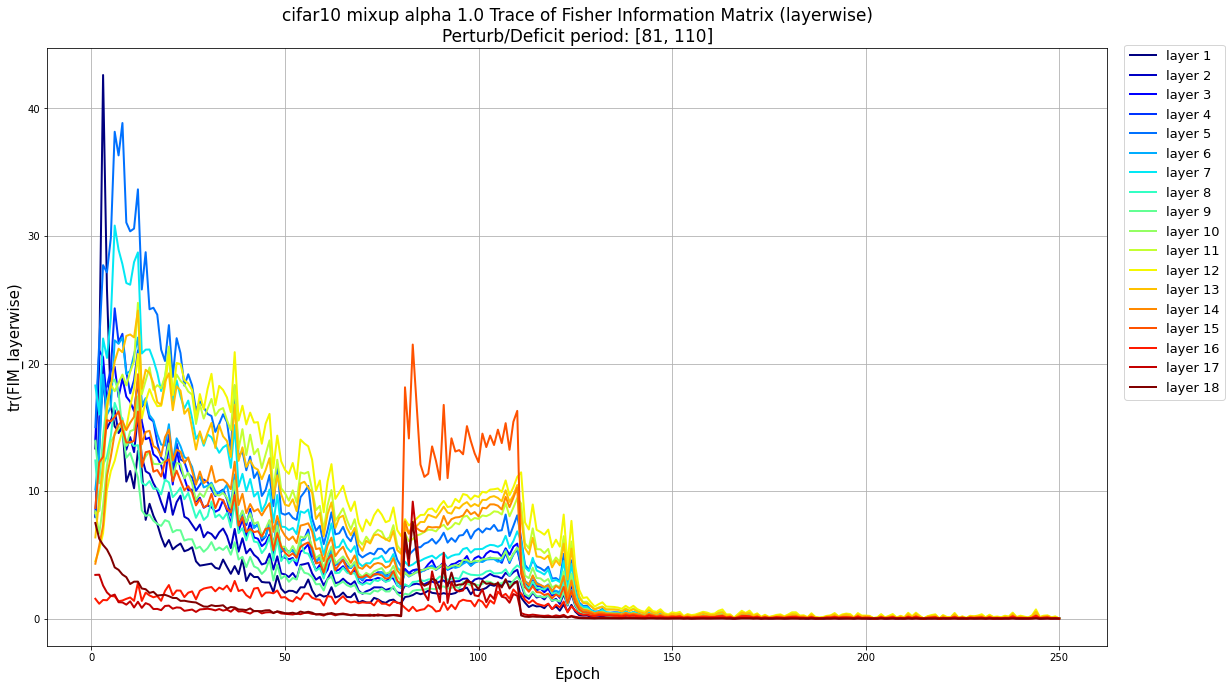 cifar10 mixup alpha 1.0 Trace of Fisher Information Matrix (layerwise)
Perturb/Deficit period: [81, 110]
tr(FIM_layerwise)
40
30
20
10
0
0
50
100
150
200
250
Epoch
layer 1
layer 2
layer 3
layer 4
layer 5
layer 6
layer 7
layer 8
layer 9
layer 10
layer 11
layer 12
layer 13
layer 14
layer 15
layer 16
layer 17
layer 18